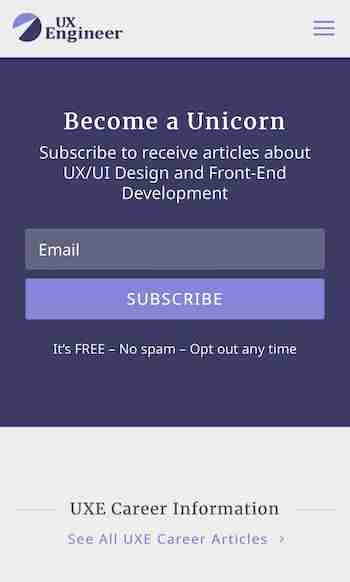 UX
Engineer
Become a Unicorn
Subscribe to receive articles about
UX/UI Design and Front-End
Development
Email
SUBSCRIBE
It's FREE – No spam – Opt out any time
UXE Career Information
See All UXE Career Articles